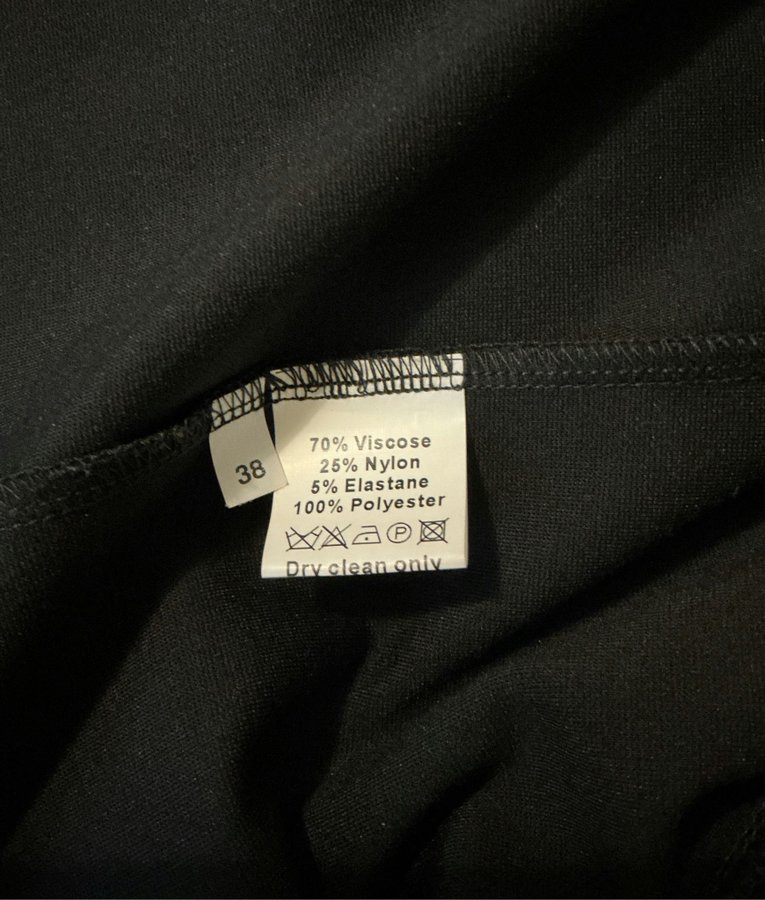 38
70% Viscose
25% Nylon
5% Elastane
100% Polyester
P
Dry clean only